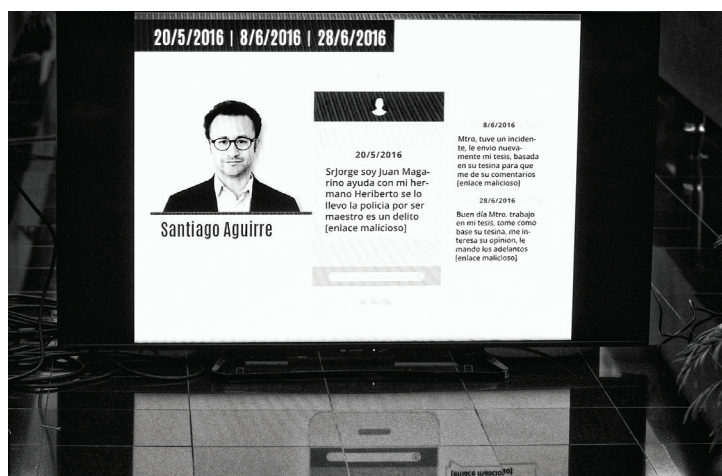 20/5/2016 | 8/6/2016 | 28/6/2016
Santiago Aguirre
20/5/2016
SrJorge soy Juan Maga-
rino ayuda con mi her-
mano Heriberto se lo
llevo la policia por ser
maestro es un delito
[enlace malicioso]
8/6/2016
Mtro, tuve un inciden-
te, le envio nueva-
mente mi tesis, basada
en su tesina para que
me de su comentarios
[enlace malicioso]
28/6/2016
Buen día Mtro. trabajo
en mi tesis, tome como
base su tesina, me in-
teresa su opinion, le
mando los adelantos
[enlace malicioso]
[enlace malicioso]